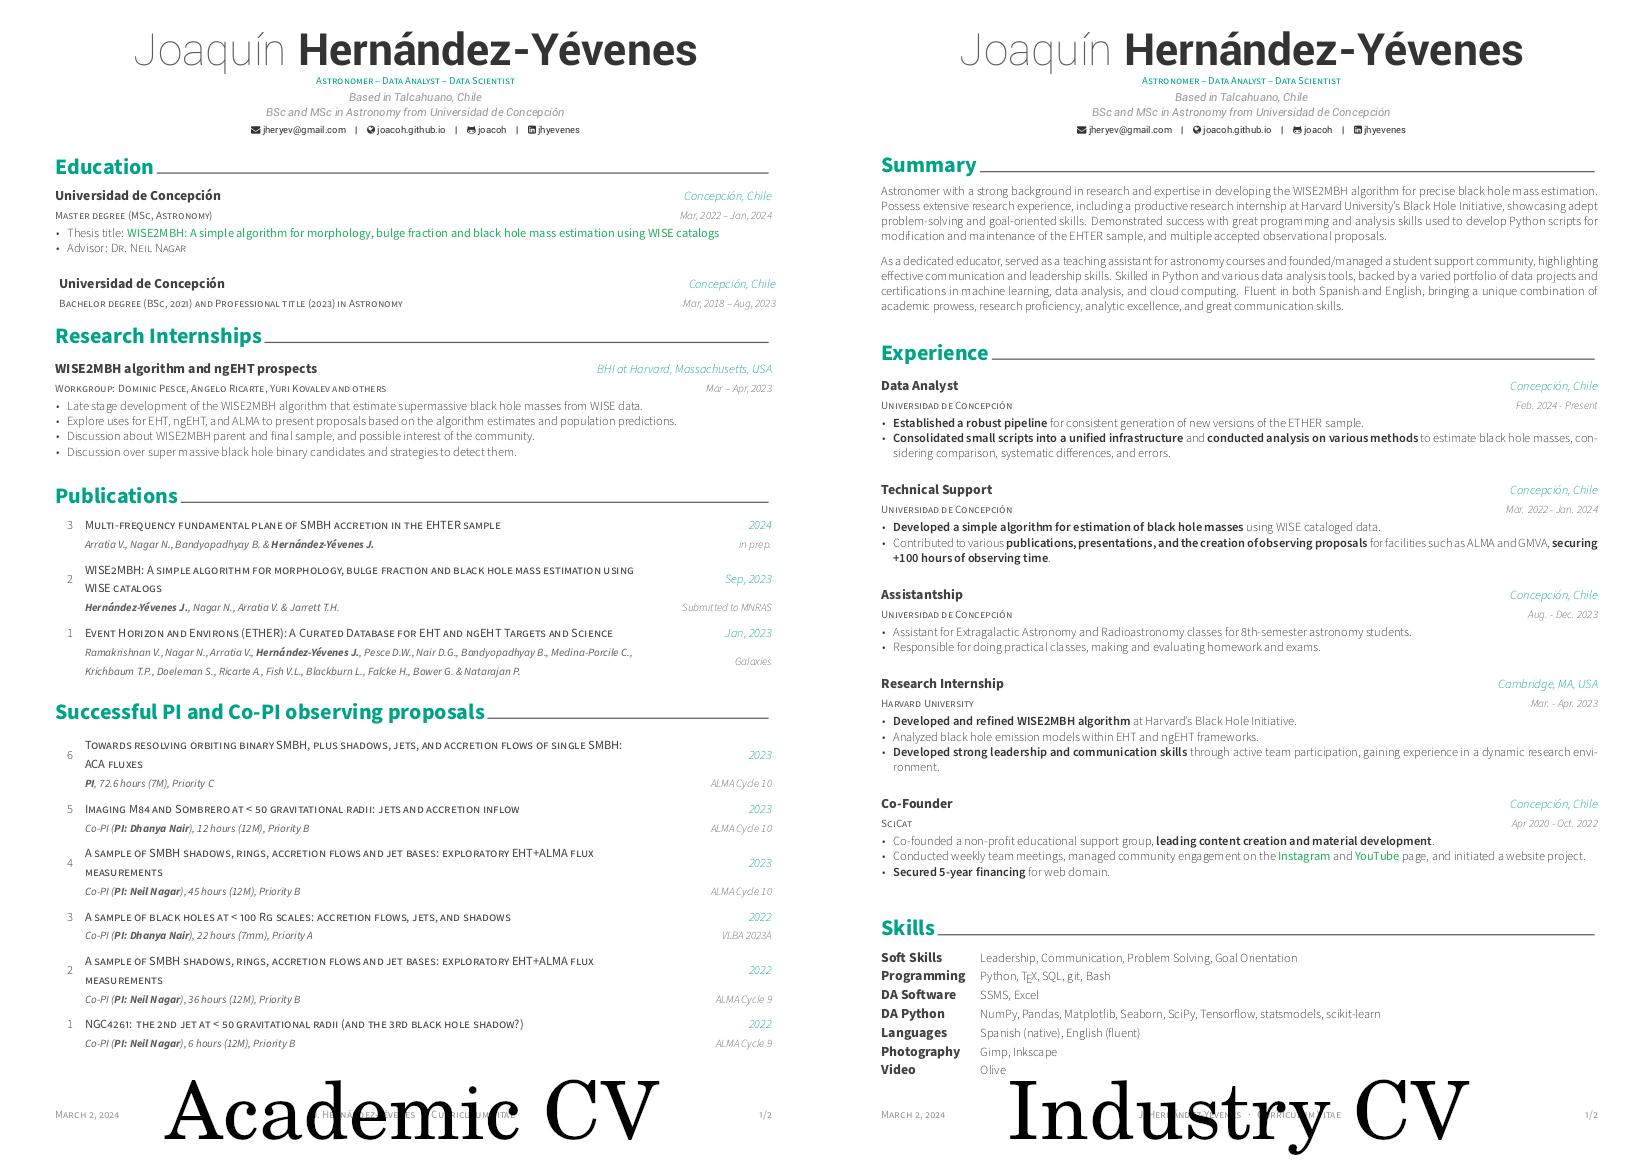 Joaquín Hernández-Yévenes
Astronomer – Data Analyst – Data Scientist
Based in Talcahuano, Chile
BSc and MSc in Astronomy from Universidad de Concepción
jheryev@gmail.com | joacoh.github.io | joacoh | jhyevenes
Education
Universidad de Concepción Concepción, Chile
Master degree (MSc, Astronomy) Mar, 2022 – Jan, 2024
• Thesis title: WISE2MBH: A simple algorithm for morphology, bulge fraction and black hole mass estimation using WISE catalogs
• Advisor: Dr. Neil Nagar
Universidad de Concepción Concepción, Chile
Bachelor degree (BSc, 2021) and Professional title (2023) in Astronomy Mar, 2018 – Aug, 2023
Research Internships
WISE2MBH algorithm and ngEHT prospects BHI at Harvard, Massachusetts, USA
Workgroup: Dominic Pesce, Angelo Ricarte, Yuri Kovalev and others Mar – Apr, 2023
• Late stage development of the WISE2MBH algorithm that estimate supermassive black hole masses from WISE data.
• Explore uses for EHT, ngEHT, and ALMA to present proposals based on the algorithm estimates and population predictions.
• Discussion about WISE2MBH parent and final sample, and possible interest of the community.
• Discussion over super massive black hole binary candidates and strategies to detect them.
Publications
3 Multi-frequency fundamental plane of SMBH accretion in the EHTER sample 2024
Arratia V., Nagar N., Bandyopadhyay B. & Hernández-Yévenes J. in prep.
2 WISE2MBH: A simple algorithm for morphology, bulge fraction and black hole mass estimation using Sep, 2023
WISE catalogs
Hernández-Yévenes J., Nagar N., Arratia V. & Jarrett T.H. Submitted to MNRAS
1 Event Horizon and Environs (ETHER): A Curated Database for EHT and ngEHT Targets and Science Jan, 2023
Ramakrishnan V., Nagar N., Arratia V., Hernández-Yévenes J., Pesce D.W., Nair D.G., Bandyopadhyay B., Medina-Porcile C., Galaxies
Krichbaum T.P., Doeleman S., Ricarte A., Fish V.L., Blackburn L., Falcke H., Bower G. & Natarajan P.
Successful PI and Co-PI observing proposals
6 Towards resolving orbiting binary SMBH, plus shadows, jets, and accretion flows of single SMBH: 2023
ACA fluxes
PI, 72.6 hours (7M), Priority C ALMA Cycle 10
5 Imaging M84 and Sombrero at < 50 gravitational radii: jets and accretion inflow 2023
Co-PI (PI: Dhanya Nair), 12 hours (12M), Priority B ALMA Cycle 10
4 A sample of SMBH shadows, rings, accretion flows and jet bases: exploratory EHT+ALMA flux 2023
measurements
Co-PI (PI: Neil Nagar), 45 hours (12M), Priority B ALMA Cycle 10
3 A sample of black holes at < 100 Rg scales: accretion flows, jets, and shadows 2022
Co-PI (PI: Dhanya Nair), 22 hours (7mm), Priority A VLBA 2023A
2 A sample of SMBH shadows, rings, accretion flows and jet bases: exploratory EHT+ALMA flux 2022
measurements
Co-PI (PI: Neil Nagar), 36 hours (12M), Priority B ALMA Cycle 9
1 NGC4261: the 2nd jet at < 50 gravitational radii (and the 3rd black hole shadow?) 2022
Co-PI (PI: Neil Nagar), 6 hours (12M), Priority B ALMA Cycle 9
March 2, 2024 J. Hernández-Yévenes · Curriculum Vitae 1/2
Academic CV
Joaquín Hernández-Yévenes
Astronomer – Data Analyst – Data Scientist
Based in Talcahuano, Chile
BSc and MSc in Astronomy from Universidad de Concepción
jheryev@gmail.com | joacoh.github.io | joacoh | jhyevenes
Summary
Astronomer with a strong background in research and expertise in developing the WISE2MBH algorithm for precise black hole mass estimation.
Possess extensive research experience, including a productive research internship at Harvard University's Black Hole Initiative, showcasing adept
problem-solving and goal-oriented skills. Demonstrated success with great programming and analysis skills used to develop Python scripts for
modification and maintenance of the EHTER sample, and multiple accepted observational proposals.
As a dedicated educator, served as a teaching assistant for astronomy courses and founded/managed a student support community, highlighting
effective communication and leadership skills. Skilled in Python and various data analysis tools, backed by a varied portfolio of data projects and
certifications in machine learning, data analysis, and cloud computing. Fluent in both Spanish and English, bringing a unique combination of
academic prowess, research proficiency, analytic excellence, and great communication skills.
Experience
Data Analyst Concepción, Chile
Universidad de Concepción Feb. 2024 - Present
• Established a robust pipeline for consistent generation of new versions of the ETHER sample.
• Consolidated small scripts into a unified infrastructure and conducted analysis on various methods to estimate black hole masses, con-
sidering comparison, systematic differences, and errors.
Technical Support Concepción, Chile
Universidad de Concepción Mar. 2022 - Jan. 2024
• Developed a simple algorithm for estimation of black hole masses using WISE cataloged data.
• Contributed to various publications, presentations, and the creation of observing proposals for facilities such as ALMA and GMVA, securing
+100 hours of observing time.
Assistantship Concepción, Chile
Universidad de Concepción Aug. - Dec. 2023
• Assistant for Extragalactic Astronomy and Radioastronomy classes for 8th-semester astronomy students.
• Responsible for doing practical classes, making and evaluating homework and exams.
Research Internship Cambridge, MA, USA
Harvard University Mar. - Apr. 2023
• Developed and refined WISE2MBH algorithm at Harvard's Black Hole Initiative.
• Analyzed black hole emission models within EHT and ngEHT frameworks.
• Developed strong leadership and communication skills through active team participation, gaining experience in a dynamic research envi-
ronment.
Co-Founder Concepción, Chile
SciCat Apr 2020 - Oct. 2022
• Co-founded a non-profit educational support group, leading content creation and material development.
• Conducted weekly team meetings, managed community engagement on the Instagram and YouTube page, and initiated a website project.
• Secured 5-year financing for web domain.
Skills
Soft Skills Leadership, Communication, Problem Solving, Goal Orientation
Programming Python, TeX, SQL, git, Bash
DA Software SSMS, Excel
DA Python NumPy, Pandas, Matplotlib, Seaborn, SciPy, Tensorflow, statsmodels, scikit-learn
Languages Spanish (native), English (fluent)
Photography Gimp, Inkscape
Video Olive
March 2, 2024 J. Hernández-Yévenes · Curriculum Vitae 1/2
Industry CV